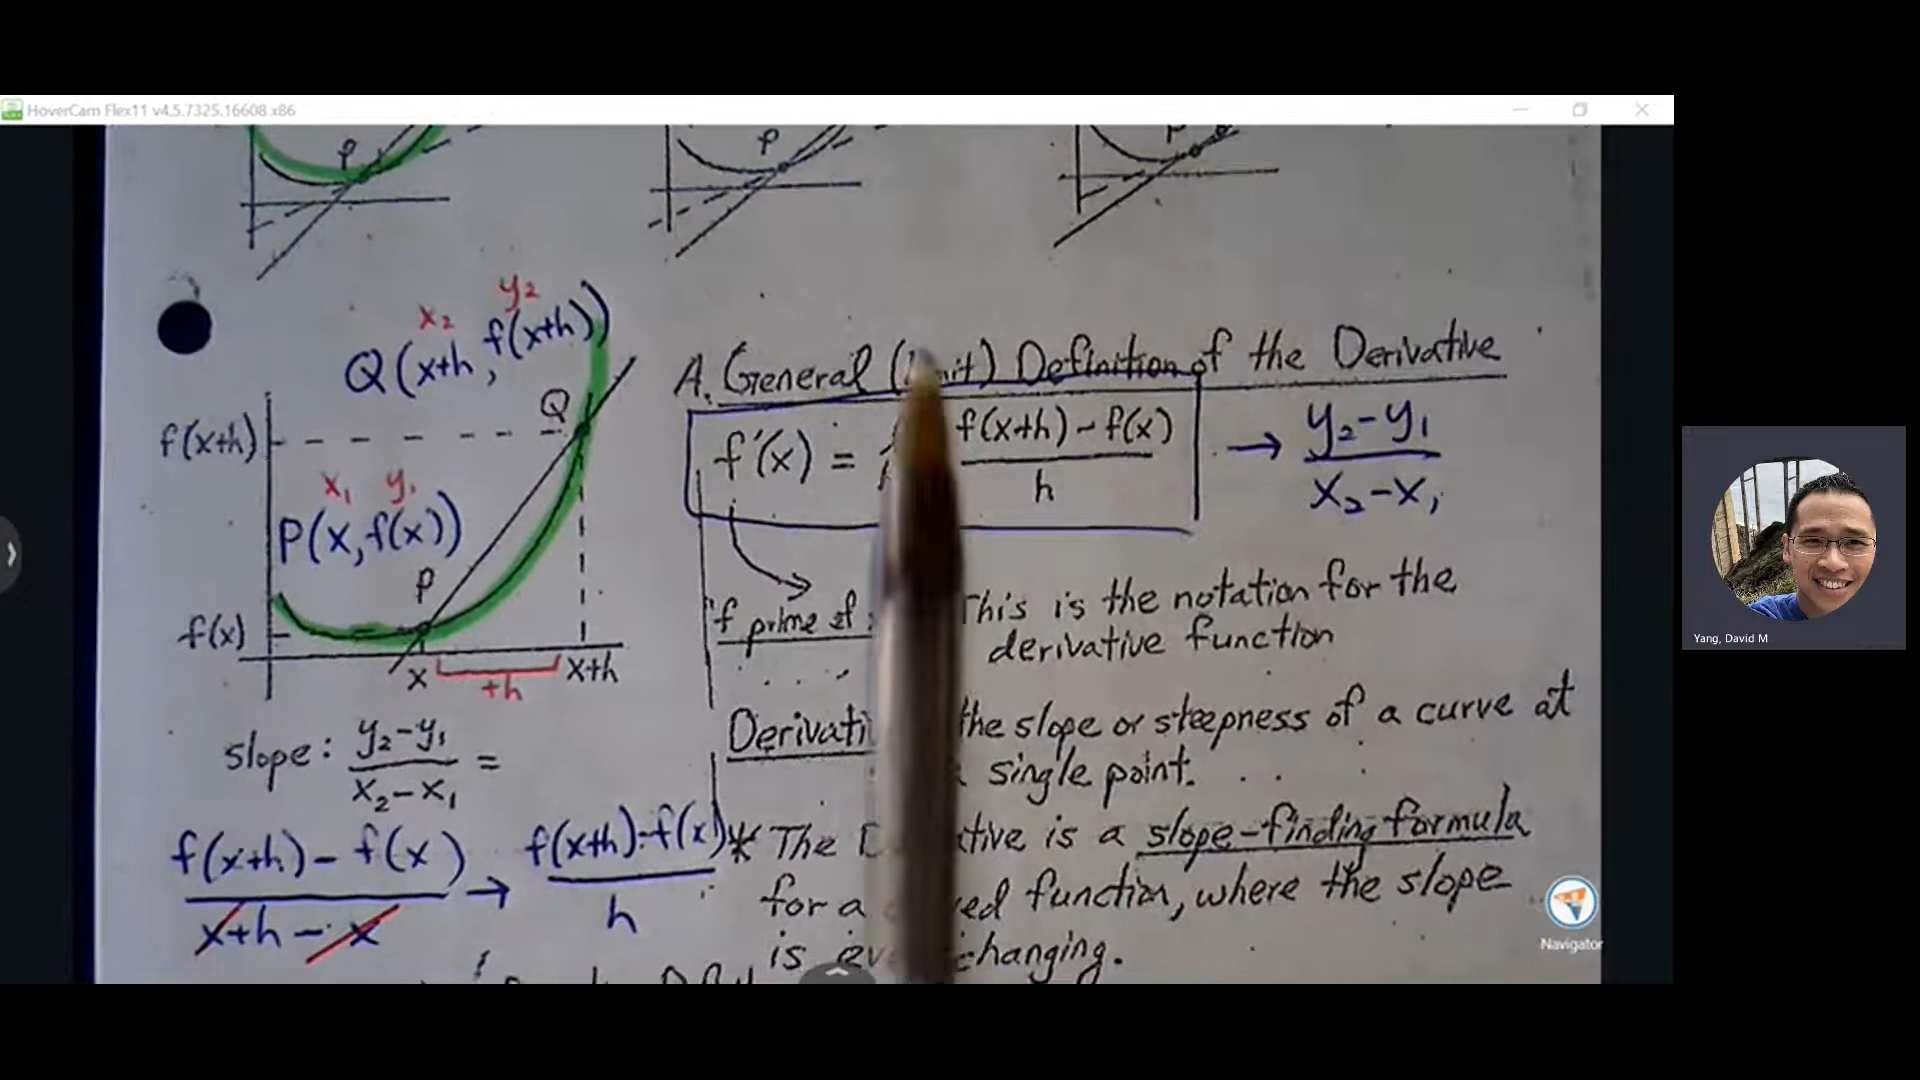 HoverCam Flex11 v4.5.7325.16608 x86
P
P
y₂
x₂
Q(x+h, f(x+h))
Q
f(x+h)
x₁ y₁
P(x, f(x))
P
f(x)
x
+h
x+h
slope: y₂-y₁
x₂-x₁
=
f(x+h) - f(x)
x+h - x
→
f(x+h)-f(x)
h
A. General ( Definition of the Derivative
f'(x) =
f(x+h)-f(x)
h
→
y₂-y₁
x₂-x₁
"f prime of This is the notation for the
derivative function
the slope or steepness of a curve at
single point.
* The is a slope-finding formula
for a function, where the slope
is changing.
Navigator
Yang, David M